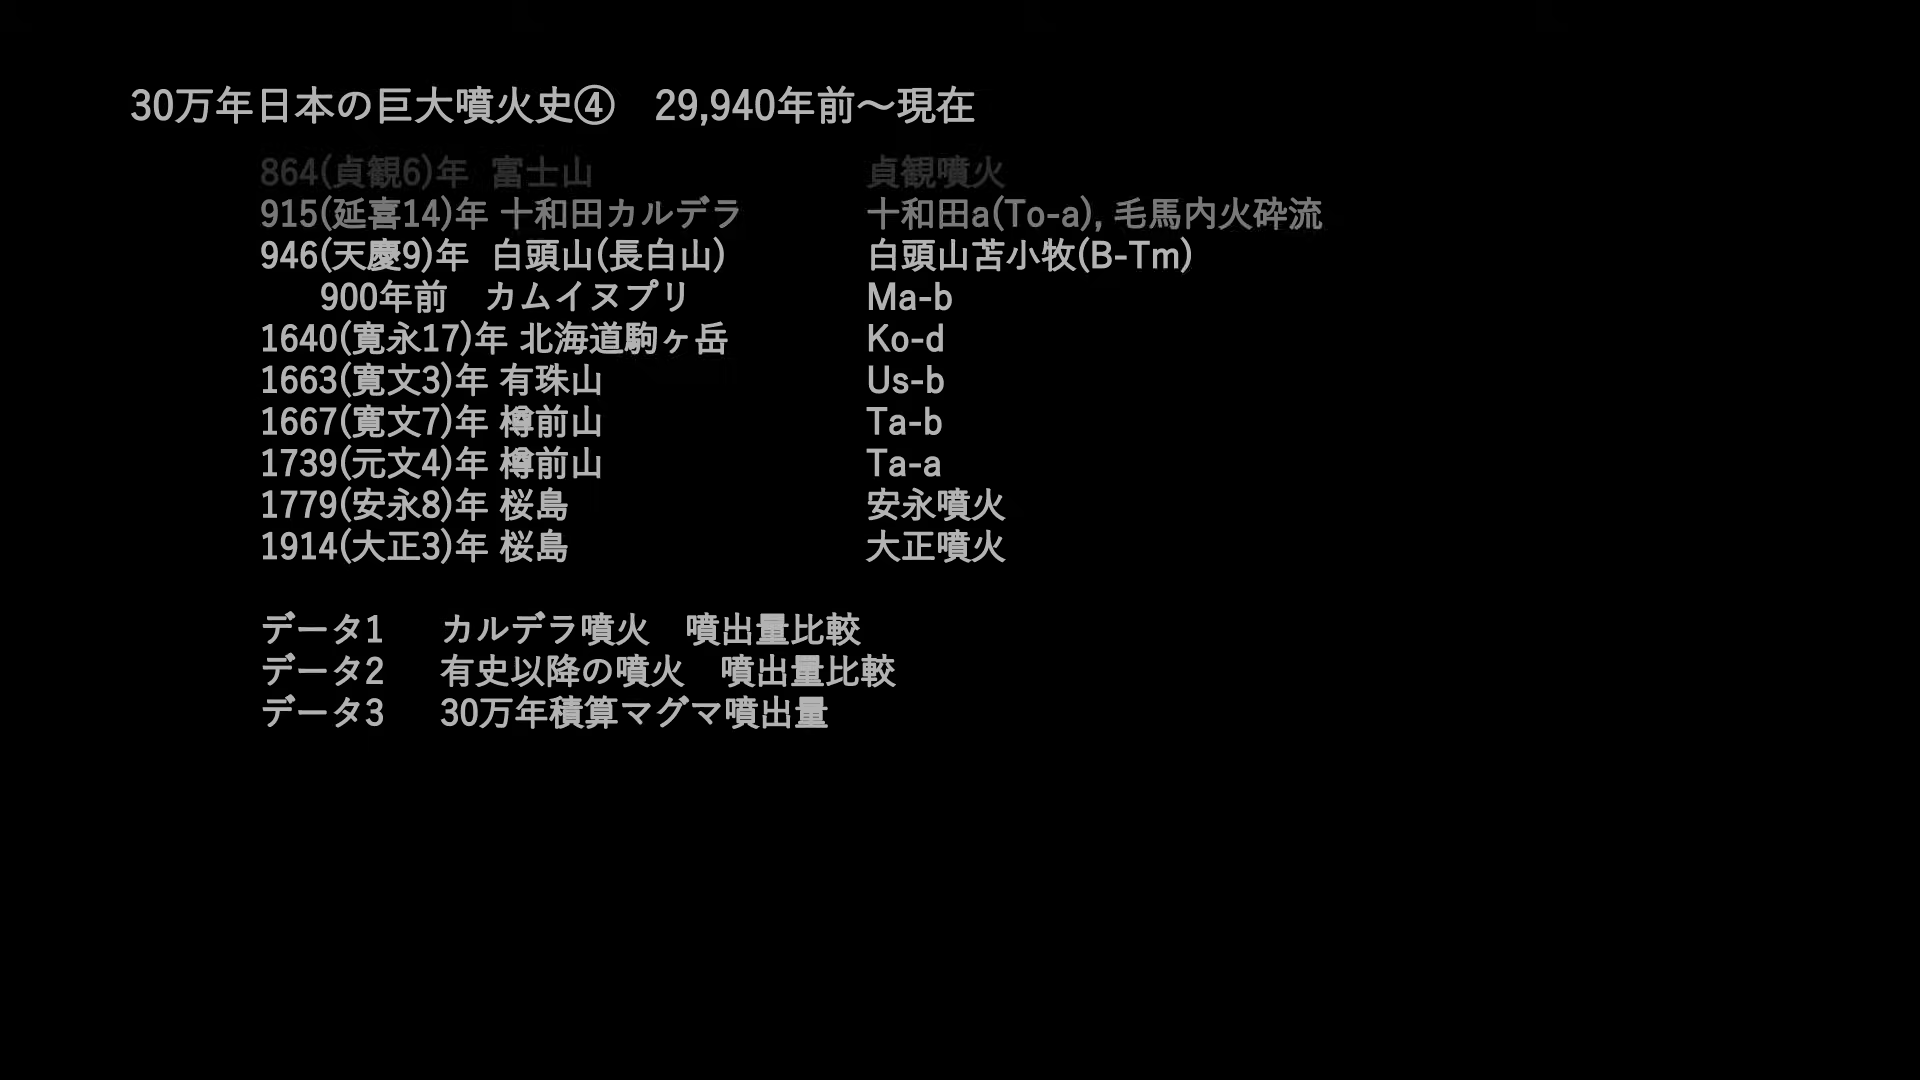 30万年日本の巨大噴火史④　29,940年前～現在
864(貞観6)年 富士山　貞観噴火
915(延喜14)年 十和田カルデラ　十和田a(To-a), 毛馬内火砕流
946(天慶9)年 白頭山(長白山)　白頭山苫小牧(B-Tm)
900年前　カムイヌプリ　Ma-b
1640(寛永17)年 北海道駒ヶ岳　Ko-d
1663(寛文3)年 有珠山　Us-b
1667(寛文7)年 樽前山　Ta-b
1739(元文4)年 樽前山　Ta-a
1779(安永8)年 桜島　安永噴火
1914(大正3)年 桜島　大正噴火
データ1　カルデラ噴火　噴出量比較
データ2　有史以降の噴火　噴出量比較
データ3　30万年積算マグマ噴出量